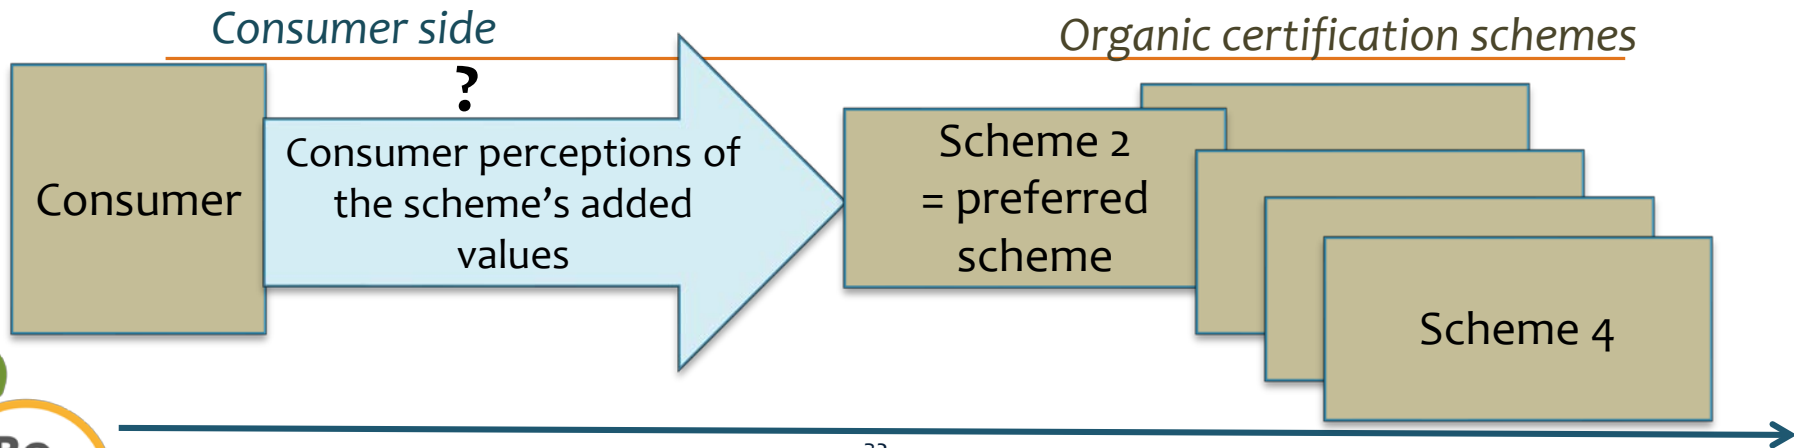 Consumer side
Organic certification schemes
?
Consumer
Consumer perceptions of
the scheme's added
values
Scheme 2
= preferred
scheme
Scheme 4